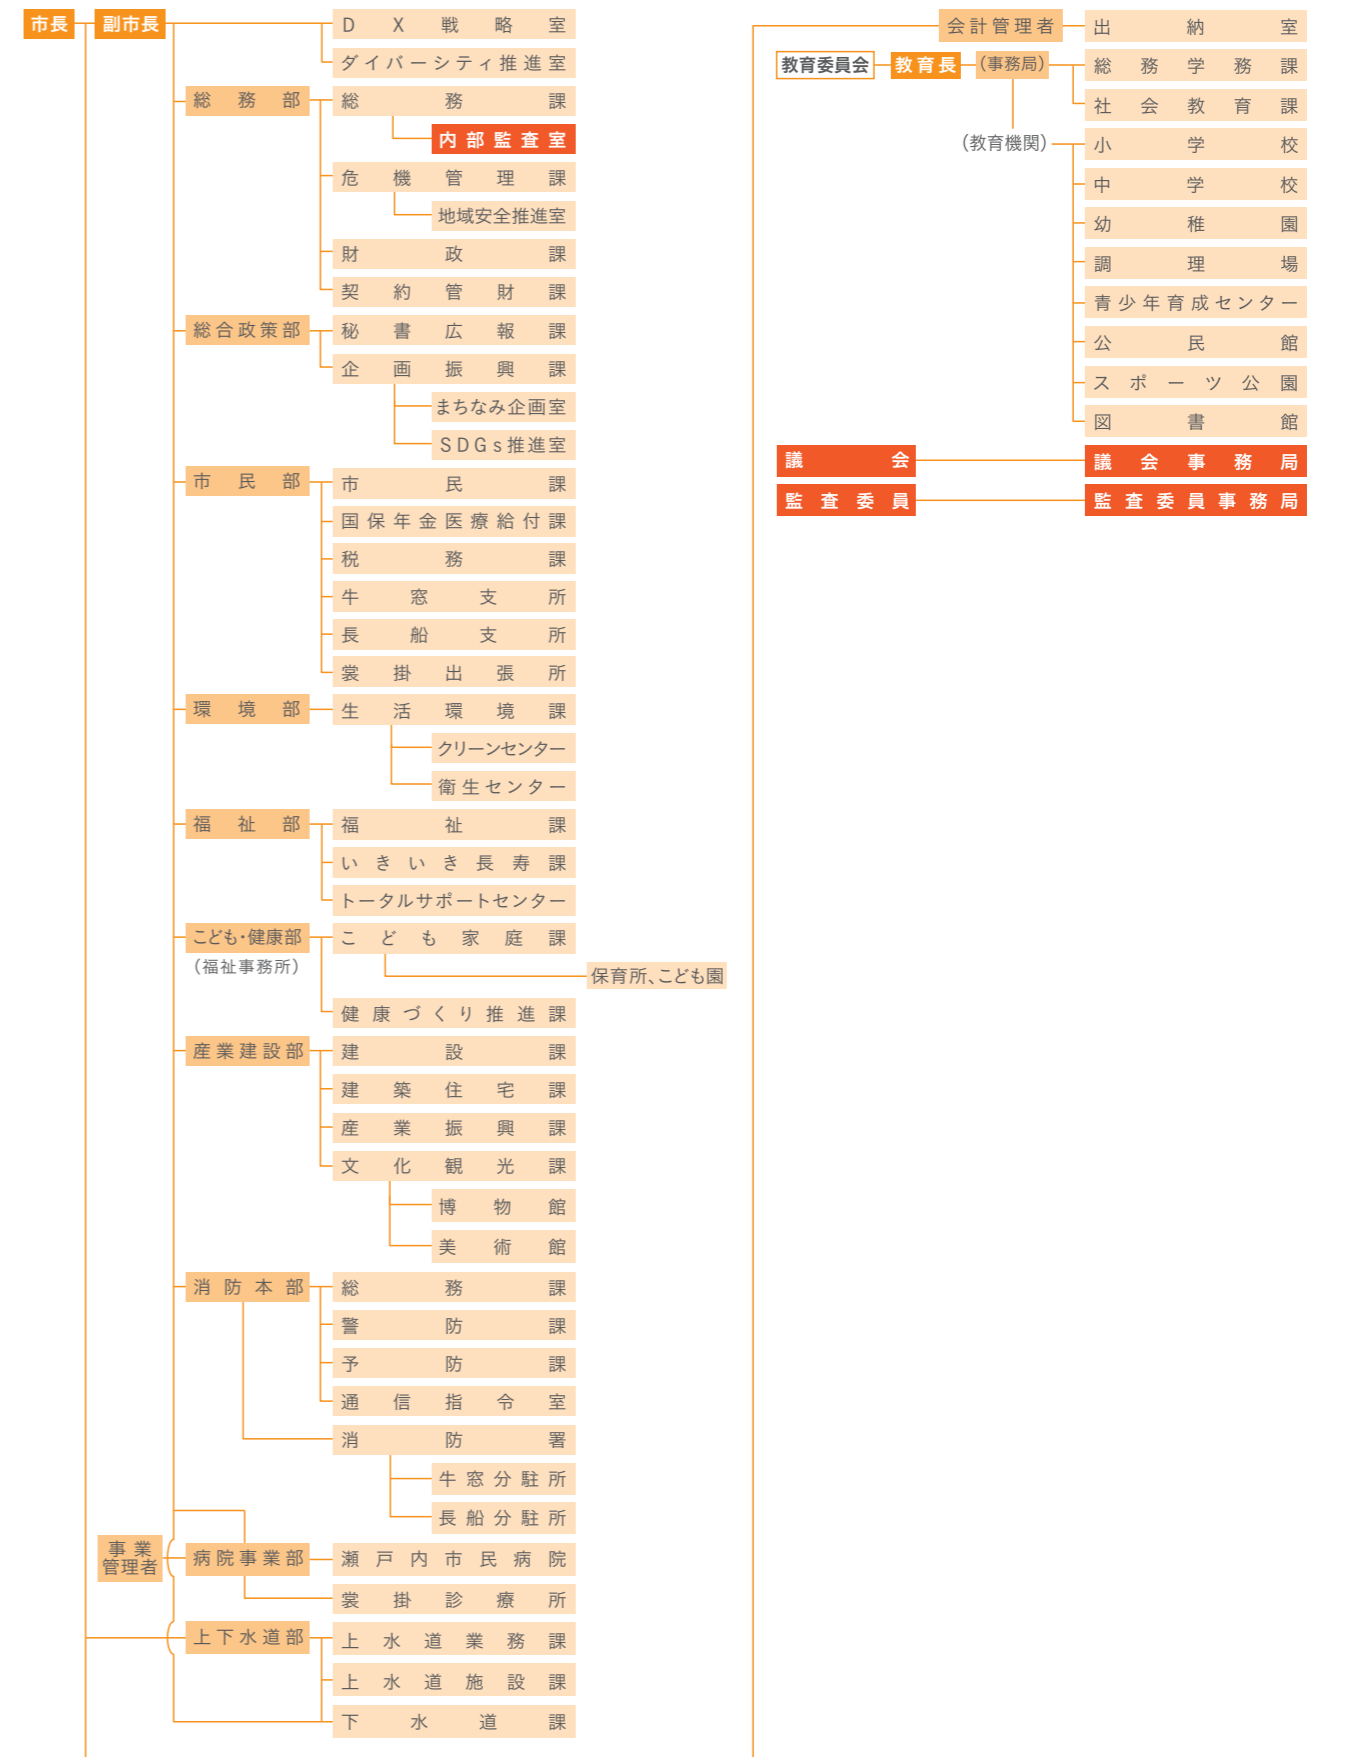 市長
副市長
DX戦略室
ダイバーシティ推進室
総務部
総務課
内部監査室
危機管理課
地域安全推進室
財政課
契約管財課
総合政策部
秘書広報課
企画振興課
まちなみ企画室
SDGs推進室
市民部
市民課
国保年金医療給付課
税務課
牛窓支所
長船支所
裳掛出張所
環境部
生活環境課
クリーンセンター
衛生センター
福祉部
福祉課
いきいき長寿課
トータルサポートセンター
こども・健康部
(福祉事務所)
こども家庭課
保育所、こども園
健康づくり推進課
産業建設部
建設課
建築住宅課
産業振興課
文化観光課
博物館
美術館
消防本部
総務課
警防課
予防課
通信指令室
消防署
牛窓分駐所
長船分駐所
事業
管理者
病院事業部
瀬戸内市民病院
裳掛診療所
上下水道部
上水道業務課
上水道施設課
下水道課
会計管理者
出納室
教育委員会
教育長
(事務局)
総務学務課
社会教育課
(教育機関)
小学校
中学校
幼稚園
調理場
青少年育成センター
公民館
スポーツ公園
図書館
議会
議会事務局
監査委員
監査委員事務局